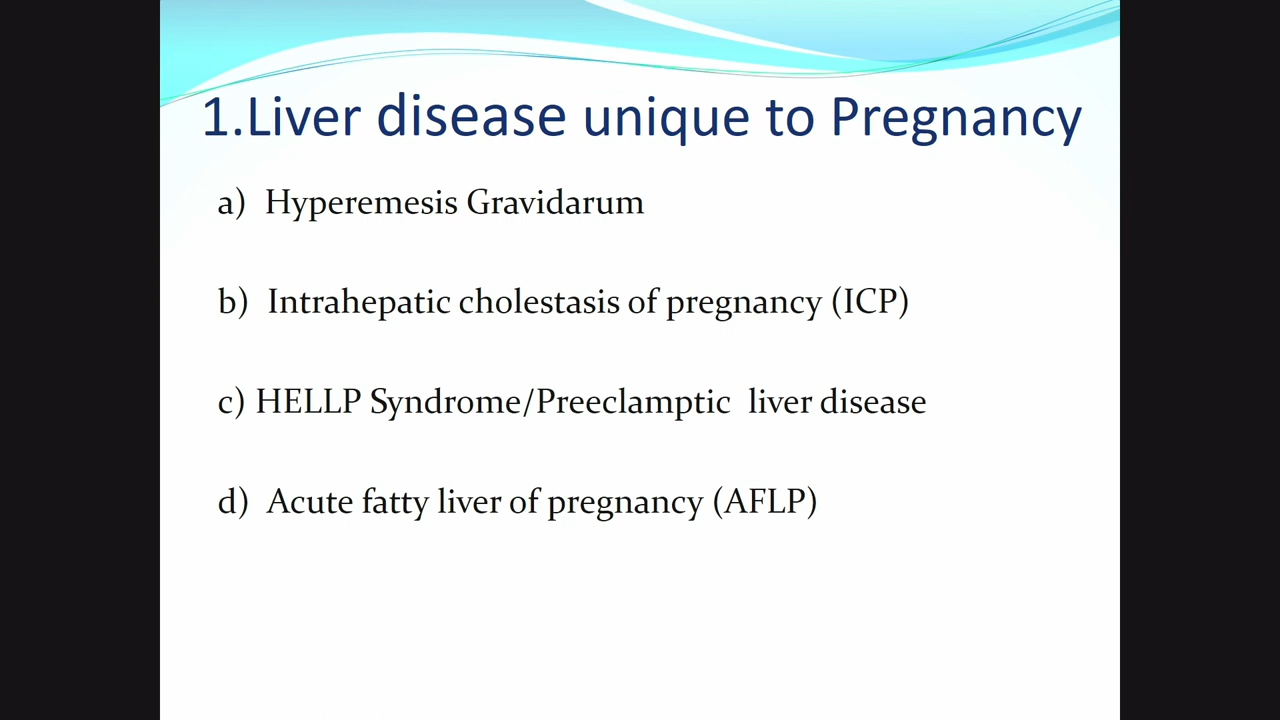 1.Liver disease unique to Pregnancy
a) Hyperemesis Gravidarum
b) Intrahepatic cholestasis of pregnancy (ICP)
c) HELLP Syndrome/Preeclamptic liver disease
d) Acute fatty liver of pregnancy (AFLP)